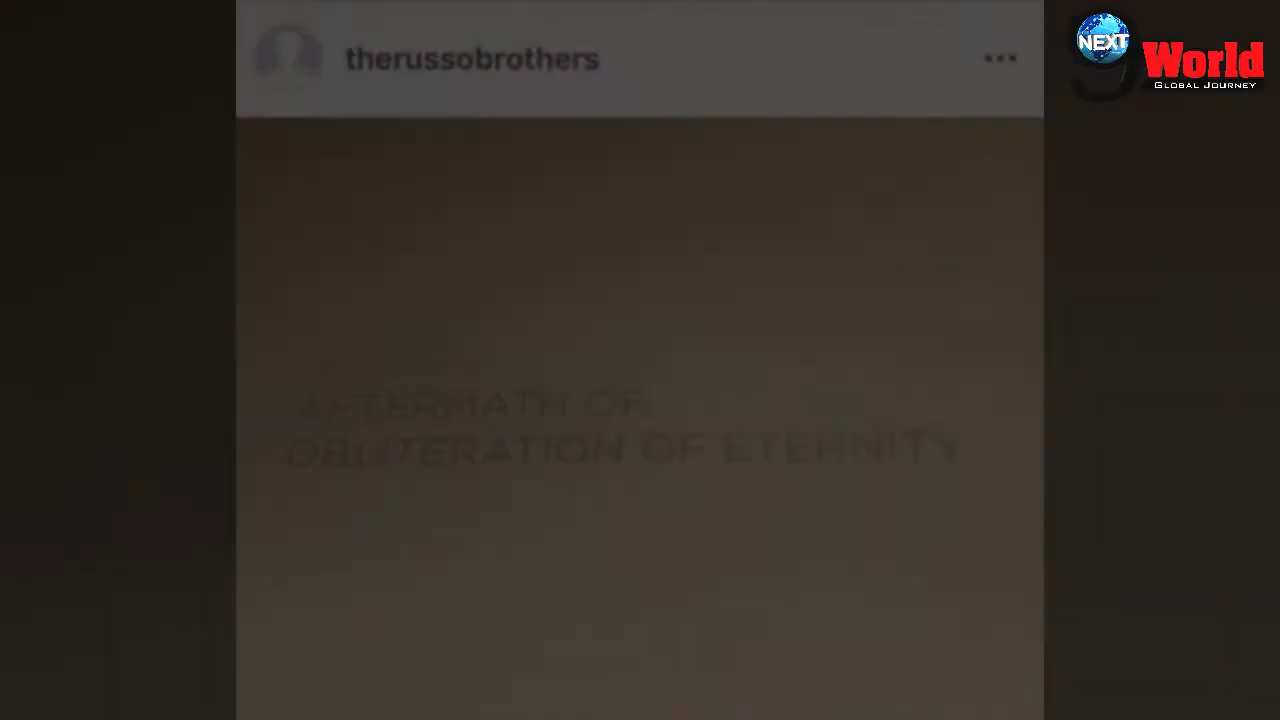 therussobrothers
NEXT
World
GLOBAL JOURNEY
AFTERMATH OF
OBLITERATION OF ETERNITY